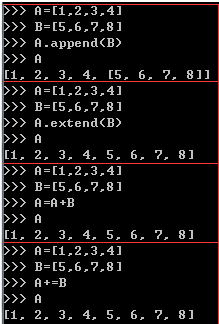 >>> A=[1,2,3,4]
>>> B=[5,6,7,8]
>>> A.append(B)
>>> A
[1, 2, 3, 4, [5, 6, 7, 8]]
>>> A=[1,2,3,4]
>>> B=[5,6,7,8]
>>> A.extend(B)
>>> A
[1, 2, 3, 4, 5, 6, 7, 8]
>>> A=[1,2,3,4]
>>> B=[5,6,7,8]
>>> A=A+B
>>> A
[1, 2, 3, 4, 5, 6, 7, 8]
>>> A=[1,2,3,4]
>>> B=[5,6,7,8]
>>> A+=B
>>> A
[1, 2, 3, 4, 5, 6, 7, 8]